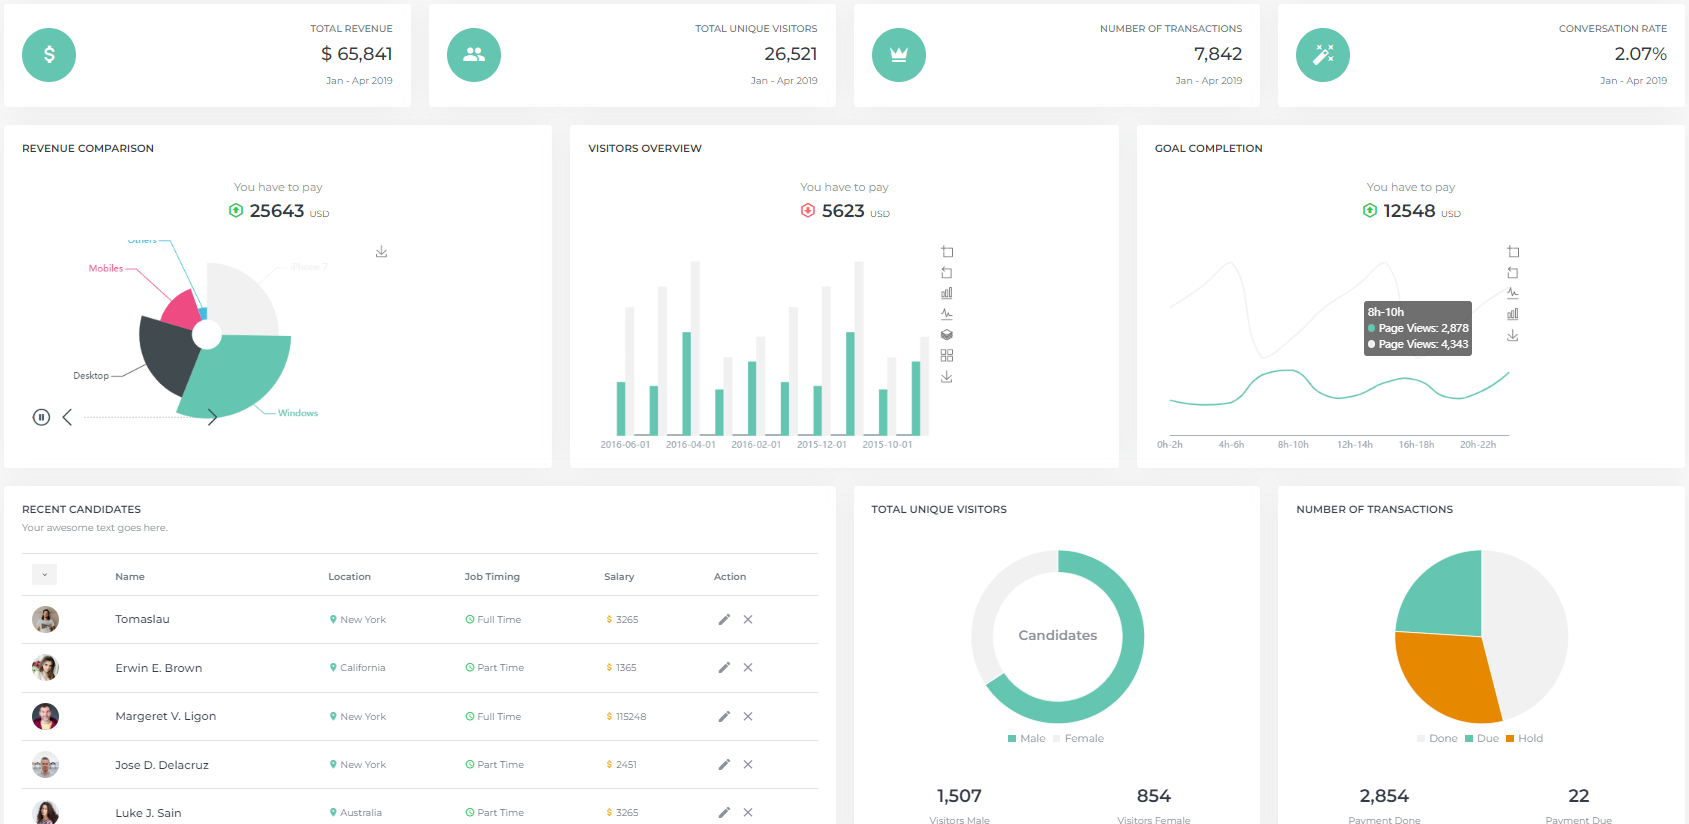 TOTAL REVENUE
$ 65,841
Jan - Apr 2019
TOTAL UNIQUE VISITORS
26,521
Jan - Apr 2019
NUMBER OF TRANSACTIONS
7,842
Jan - Apr 2019
CONVERSATION RATE
2.07%
Jan - Apr 2019
REVENUE COMPARISON
You have to pay
25643 USD
Others
Mobiles
iPhone 7
Desktop
Windows
VISITORS OVERVIEW
You have to pay
5623 USD
2016-06-01 2016-04-01 2016-02-01 2015-12-01 2015-10-01
GOAL COMPLETION
You have to pay
12548 USD
8h-10h
Page Views: 2,878
Page Views: 4,343
0h-2h 4h-6h 8h-10h 12h-14h 16h-18h 20h-22h
RECENT CANDIDATES
Your awesome text goes here.
Name Location Job Timing Salary Action
Tomaslau New York Full Time $ 3265
Erwin E. Brown California Part Time $ 1365
Margeret V. Ligon New York Full Time $ 115248
Jose D. Delacruz New York Part Time $ 2451
Luke J. Sain Australia Part Time $ 3265
TOTAL UNIQUE VISITORS
Candidates
Male Female
1,507 854
Visitors Male Visitors Female
NUMBER OF TRANSACTIONS
Done Due Hold
2,854 22
Payment Done Payment Due